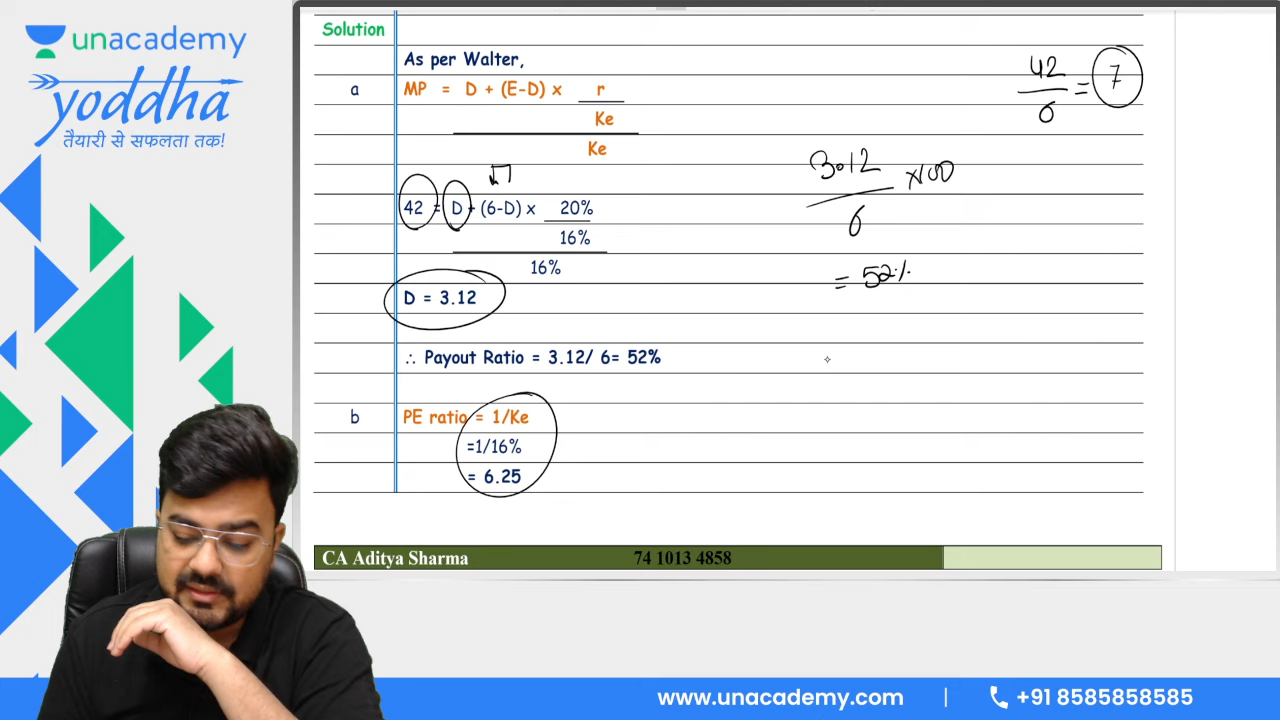 unacademy
yoddha
तैयारी से सफलता तक!
Solution
As per Walter,
a MP = D + (E-D) × r
Ke
Ke
42 = D + (6-D) × 20%
16%
16%
D = 3.12
∴ Payout Ratio = 3.12/ 6= 52%
b PE ratio = 1/Ke
=1/16%
= 6.25
42
6
= 7
3.12
6
×100
= 52%
CA Aditya Sharma 74 1013 4858
www.unacademy.com | +91 8585858585